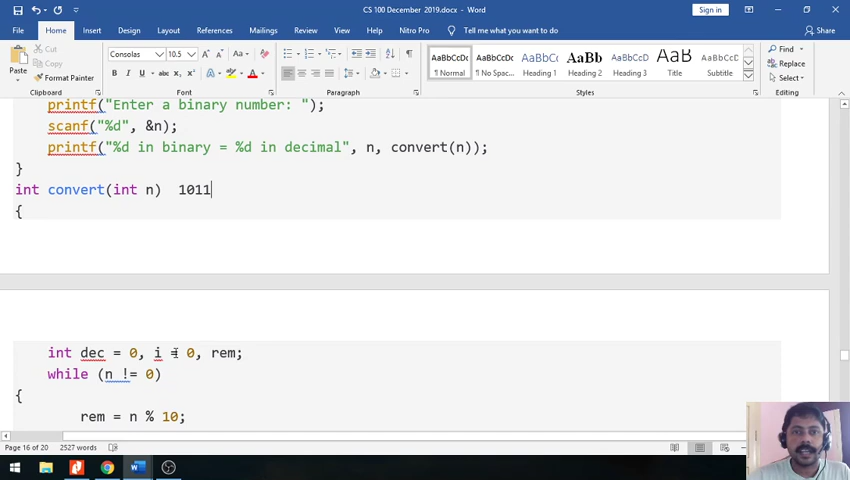 CS 100 December 2019.docx - Word
Sign in
File Home Insert Draw Design Layout References Mailings Review View Help Nitro Pro Tell me what you want to do Share
Paste
Cut
Copy
Format Painter
Clipboard
Consolas 10.5
Font
Paragraph
AaBbCcDc AaBbCcDc AaBbCcD AaBb AaBbCcD AaB AaBbCcD
¶ Normal ¶ No Spac... Heading 1 Heading 2 Heading 3 Title Subtitle
Styles
Find
Replace
Select
Editing
printf("Enter a binary number: ");
scanf("%d", &n);
printf("%d in binary = %d in decimal", n, convert(n));
}
int convert(int n) 1011
{
int dec = 0, i = 0, rem;
while (n != 0)
{
rem = n % 10;
Page 16 of 20 2527 words